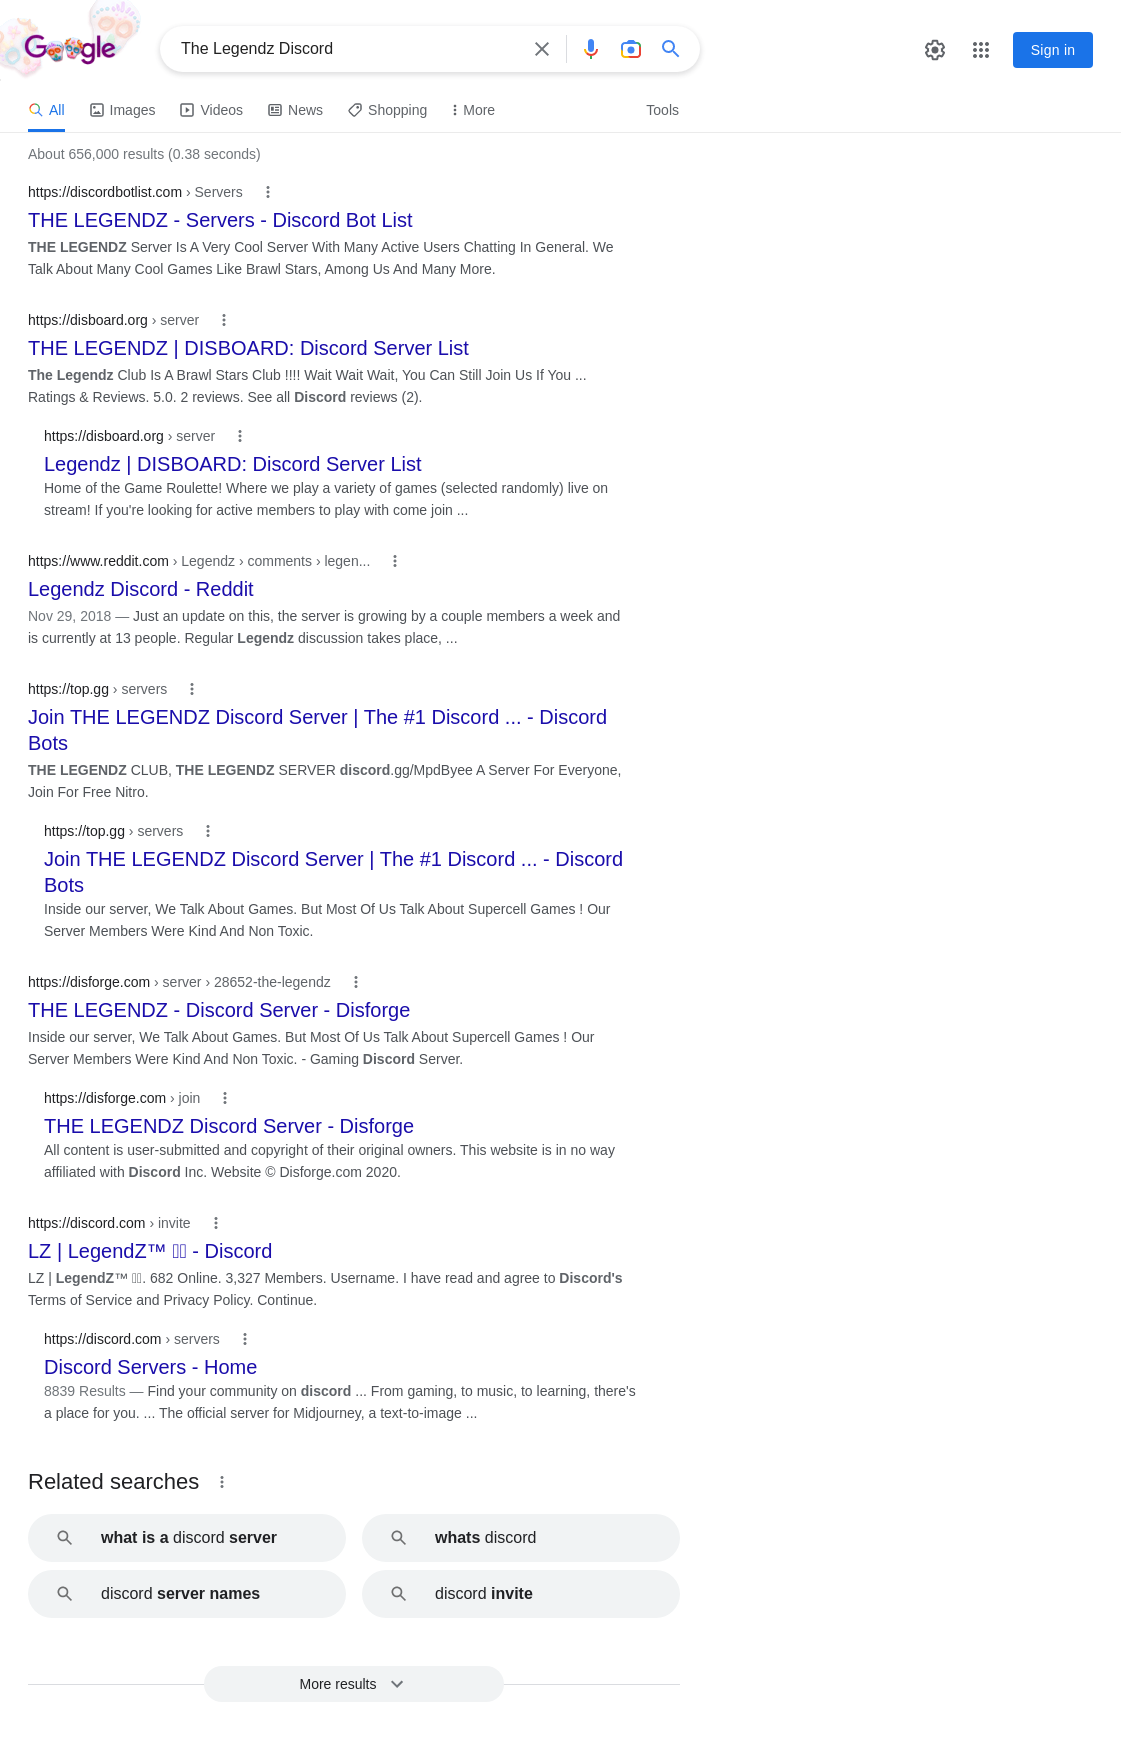 Google
The Legendz Discord
Sign in
All
Images
Videos
News
Shopping
More
Tools
About 656,000 results (0.38 seconds)
https://discordbotlist.com › Servers
THE LEGENDZ - Servers - Discord Bot List
THE LEGENDZ Server Is A Very Cool Server With Many Active Users Chatting In General. We
Talk About Many Cool Games Like Brawl Stars, Among Us And Many More.
https://disboard.org › server
THE LEGENDZ | DISBOARD: Discord Server List
The Legendz Club Is A Brawl Stars Club !!!! Wait Wait Wait, You Can Still Join Us If You ...
Ratings & Reviews. 5.0. 2 reviews. See all Discord reviews (2).
https://disboard.org › server
Legendz | DISBOARD: Discord Server List
Home of the Game Roulette! Where we play a variety of games (selected randomly) live on
stream! If you're looking for active members to play with come join ...
https://www.reddit.com › Legendz › comments › legen...
Legendz Discord - Reddit
Nov 29, 2018 — Just an update on this, the server is growing by a couple members a week and
is currently at 13 people. Regular Legendz discussion takes place, ...
https://top.gg › servers
Join THE LEGENDZ Discord Server | The #1 Discord ... - Discord
Bots
THE LEGENDZ CLUB, THE LEGENDZ SERVER discord.gg/MpdByee A Server For Everyone,
Join For Free Nitro.
https://top.gg › servers
Join THE LEGENDZ Discord Server | The #1 Discord ... - Discord
Bots
Inside our server, We Talk About Games. But Most Of Us Talk About Supercell Games ! Our
Server Members Were Kind And Non Toxic.
https://disforge.com › server › 28652-the-legendz
THE LEGENDZ - Discord Server - Disforge
Inside our server, We Talk About Games. But Most Of Us Talk About Supercell Games ! Our
Server Members Were Kind And Non Toxic. - Gaming Discord Server.
https://disforge.com › join
THE LEGENDZ Discord Server - Disforge
All content is user-submitted and copyright of their original owners. This website is in no way
affiliated with Discord Inc. Website © Disforge.com 2020.
https://discord.com › invite
LZ | LegendZ™ - Discord
LZ | LegendZ™ . 682 Online. 3,327 Members. Username. I have read and agree to Discord's
Terms of Service and Privacy Policy. Continue.
https://discord.com › servers
Discord Servers - Home
8839 Results — Find your community on discord ... From gaming, to music, to learning, there's
a place for you. ... The official server for Midjourney, a text-to-image ...
Related searches
what is a discord server
whats discord
discord server names
discord invite
More results